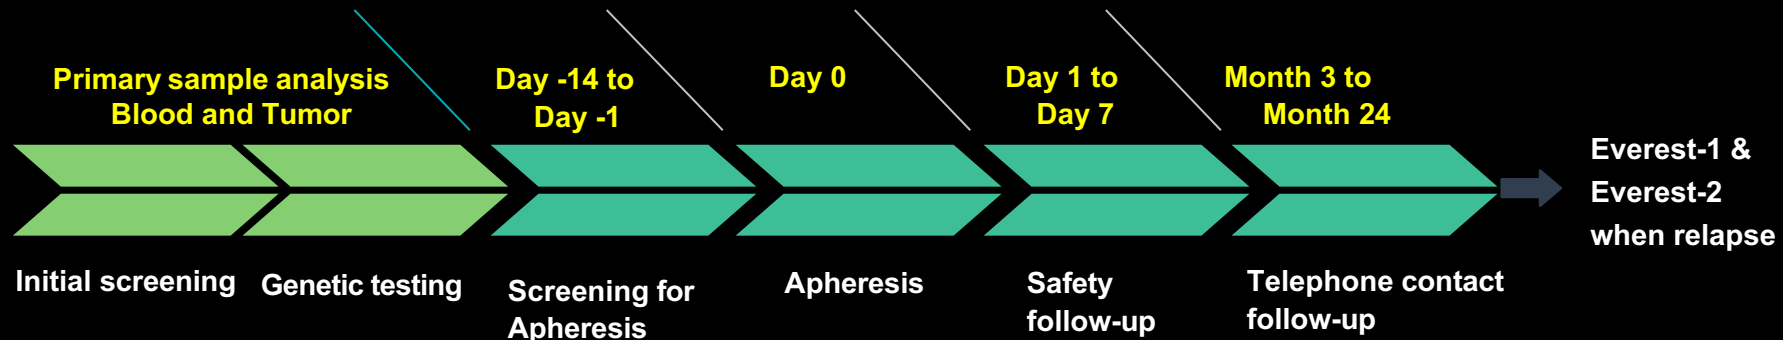 Primary sample analysis
Blood and Tumor
Day -14 to
Day -1
Day 0
Day 1 to
Day 7
Month 3 to
Month 24
Initial screening
Genetic testing
Screening for
Apheresis
Apheresis
Safety
follow-up
Telephone contact
follow-up
Everest-1 &
Everest-2
when relapse